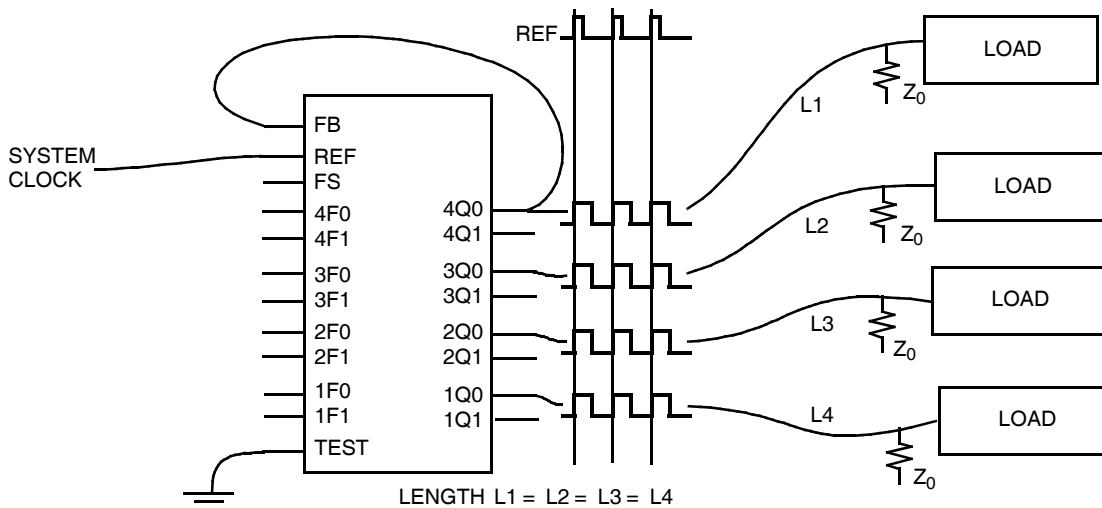 REF
LOAD
Z0
L1
FB
SYSTEM
CLOCK
REF
FS
4F0
4F1
3F0
3F1
2F0
2F1
1F0
1F1
TEST
4Q0
4Q1
3Q0
3Q1
2Q0
2Q1
1Q0
1Q1
LOAD
Z0
L2
LOAD
Z0
L3
LOAD
Z0
L4
LENGTH L1 = L2 = L3 = L4